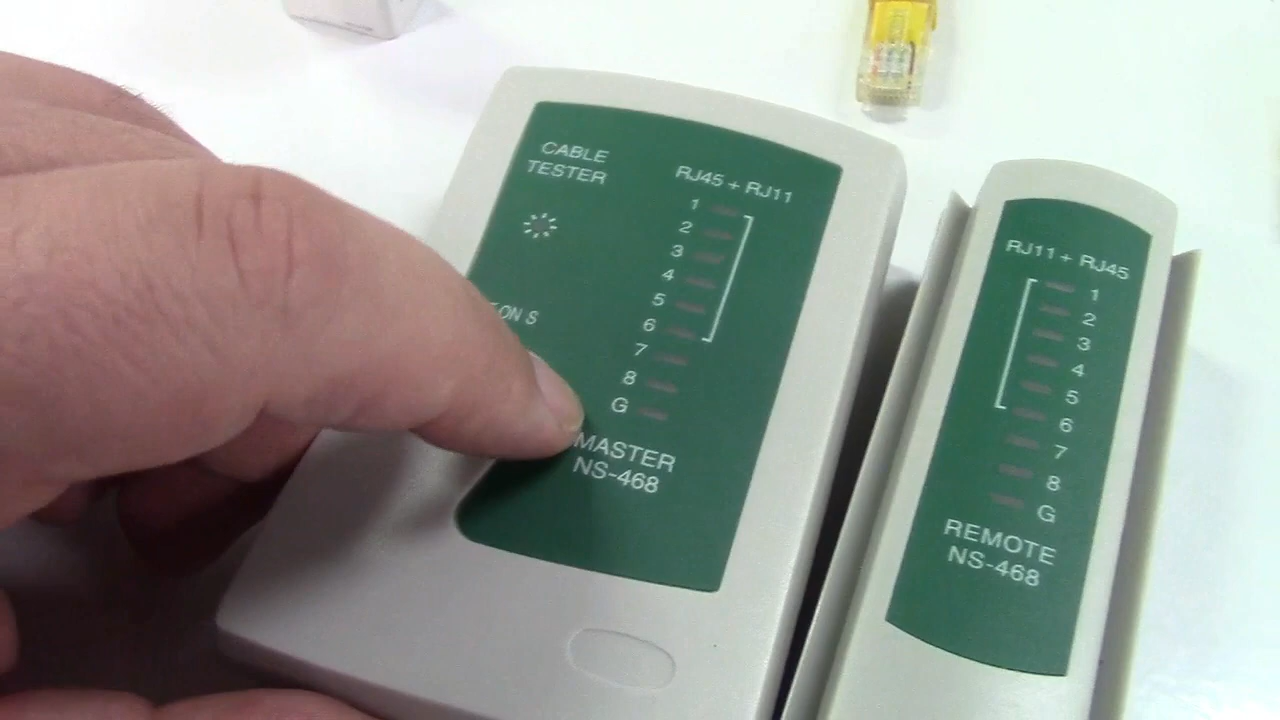 CABLE
TESTER
RJ45 + RJ11
1
2
3
4
5
6
7
8
G
ON S
MASTER
NS-468
RJ11 + RJ45
1
2
3
4
5
6
7
8
G
REMOTE
NS-468